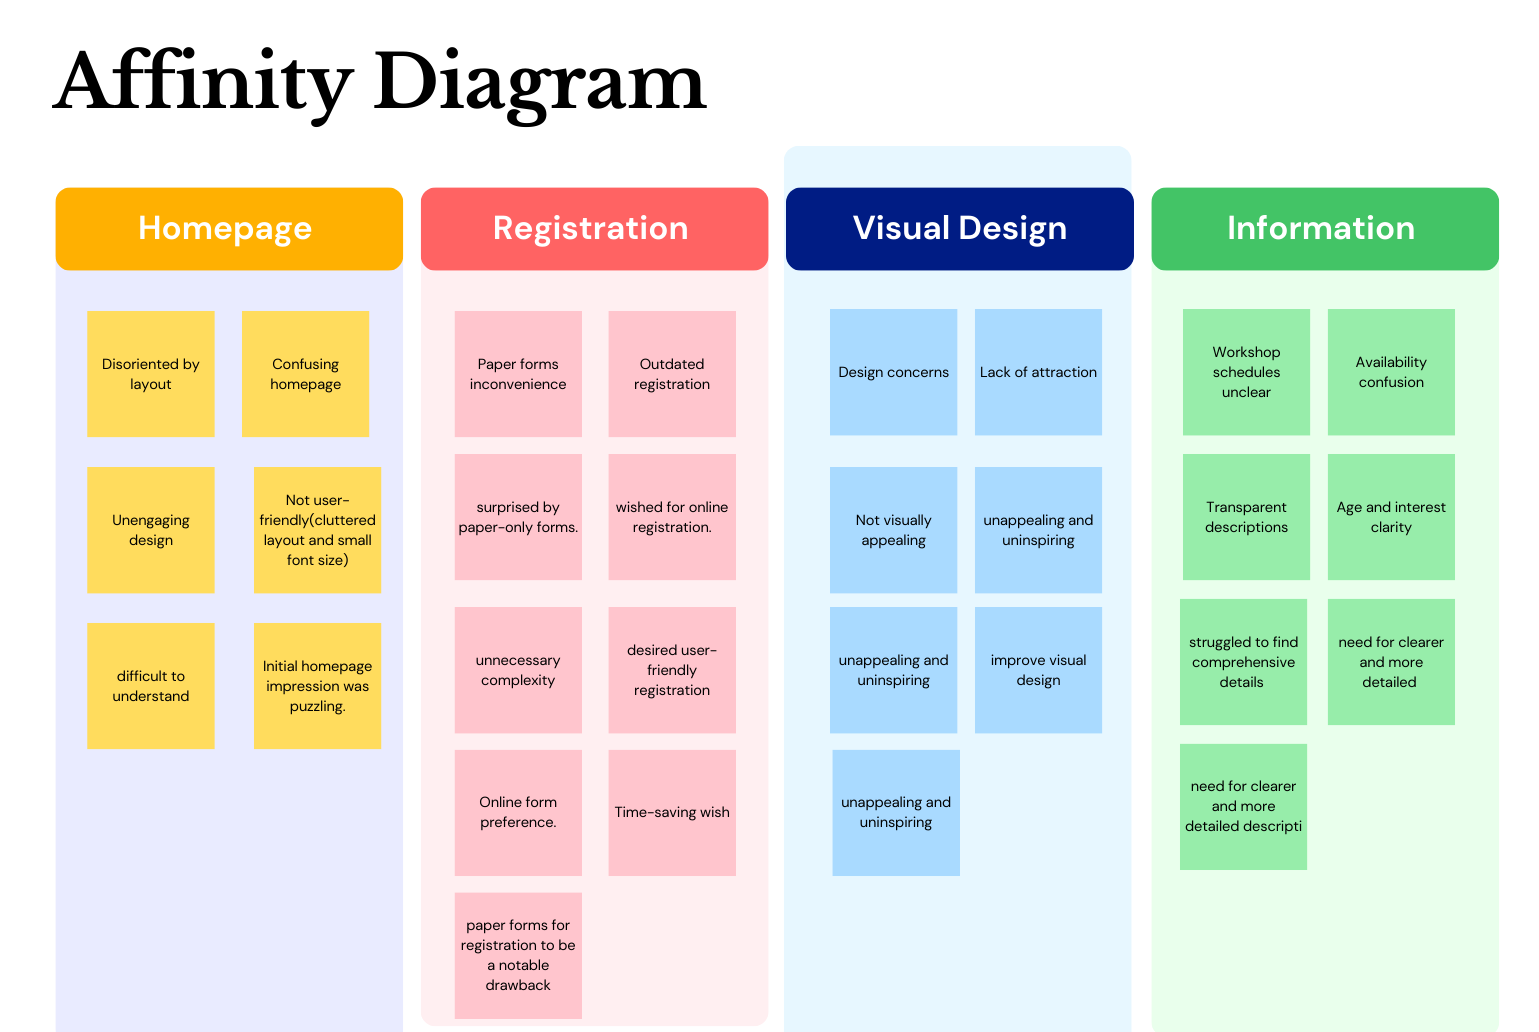 Affinity Diagram
Homepage
Disoriented by
layout
Confusing
homepage
Unengaging
design
Not user-
friendly(cluttered
layout and small
font size)
difficult to
understand
Initial homepage
impression was
puzzling.
Registration
Paper forms
inconvenience
Outdated
registration
surprised by
paper-only forms.
wished for online
registration.
unnecessary
complexity
desired user-
friendly
registration
Online form
preference.
Time-saving wish
paper forms for
registration to be
a notable
drawback
Visual Design
Design concerns
Lack of attraction
Not visually
appealing
unappealing and
uninspiring
unappealing and
uninspiring
improve visual
design
unappealing and
uninspiring
Information
Workshop
schedules
unclear
Availability
confusion
Transparent
descriptions
Age and interest
clarity
struggled to find
comprehensive
details
need for clearer
and more
detailed
need for clearer
and more
detailed descripti